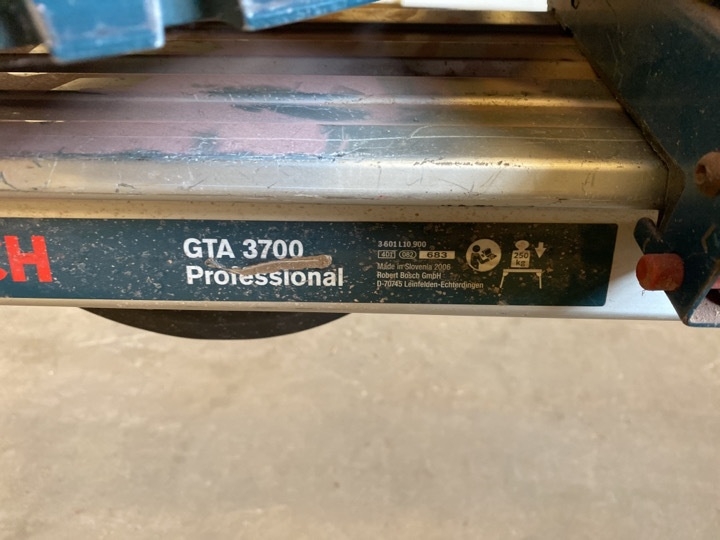 CH
GTA 3700
Professional
3 601 L10 900
401 082 683
Made in Slovenia 2006
Robert Bosch GmbH
D-70745 Leinfelden-Echterdingen
250
kg